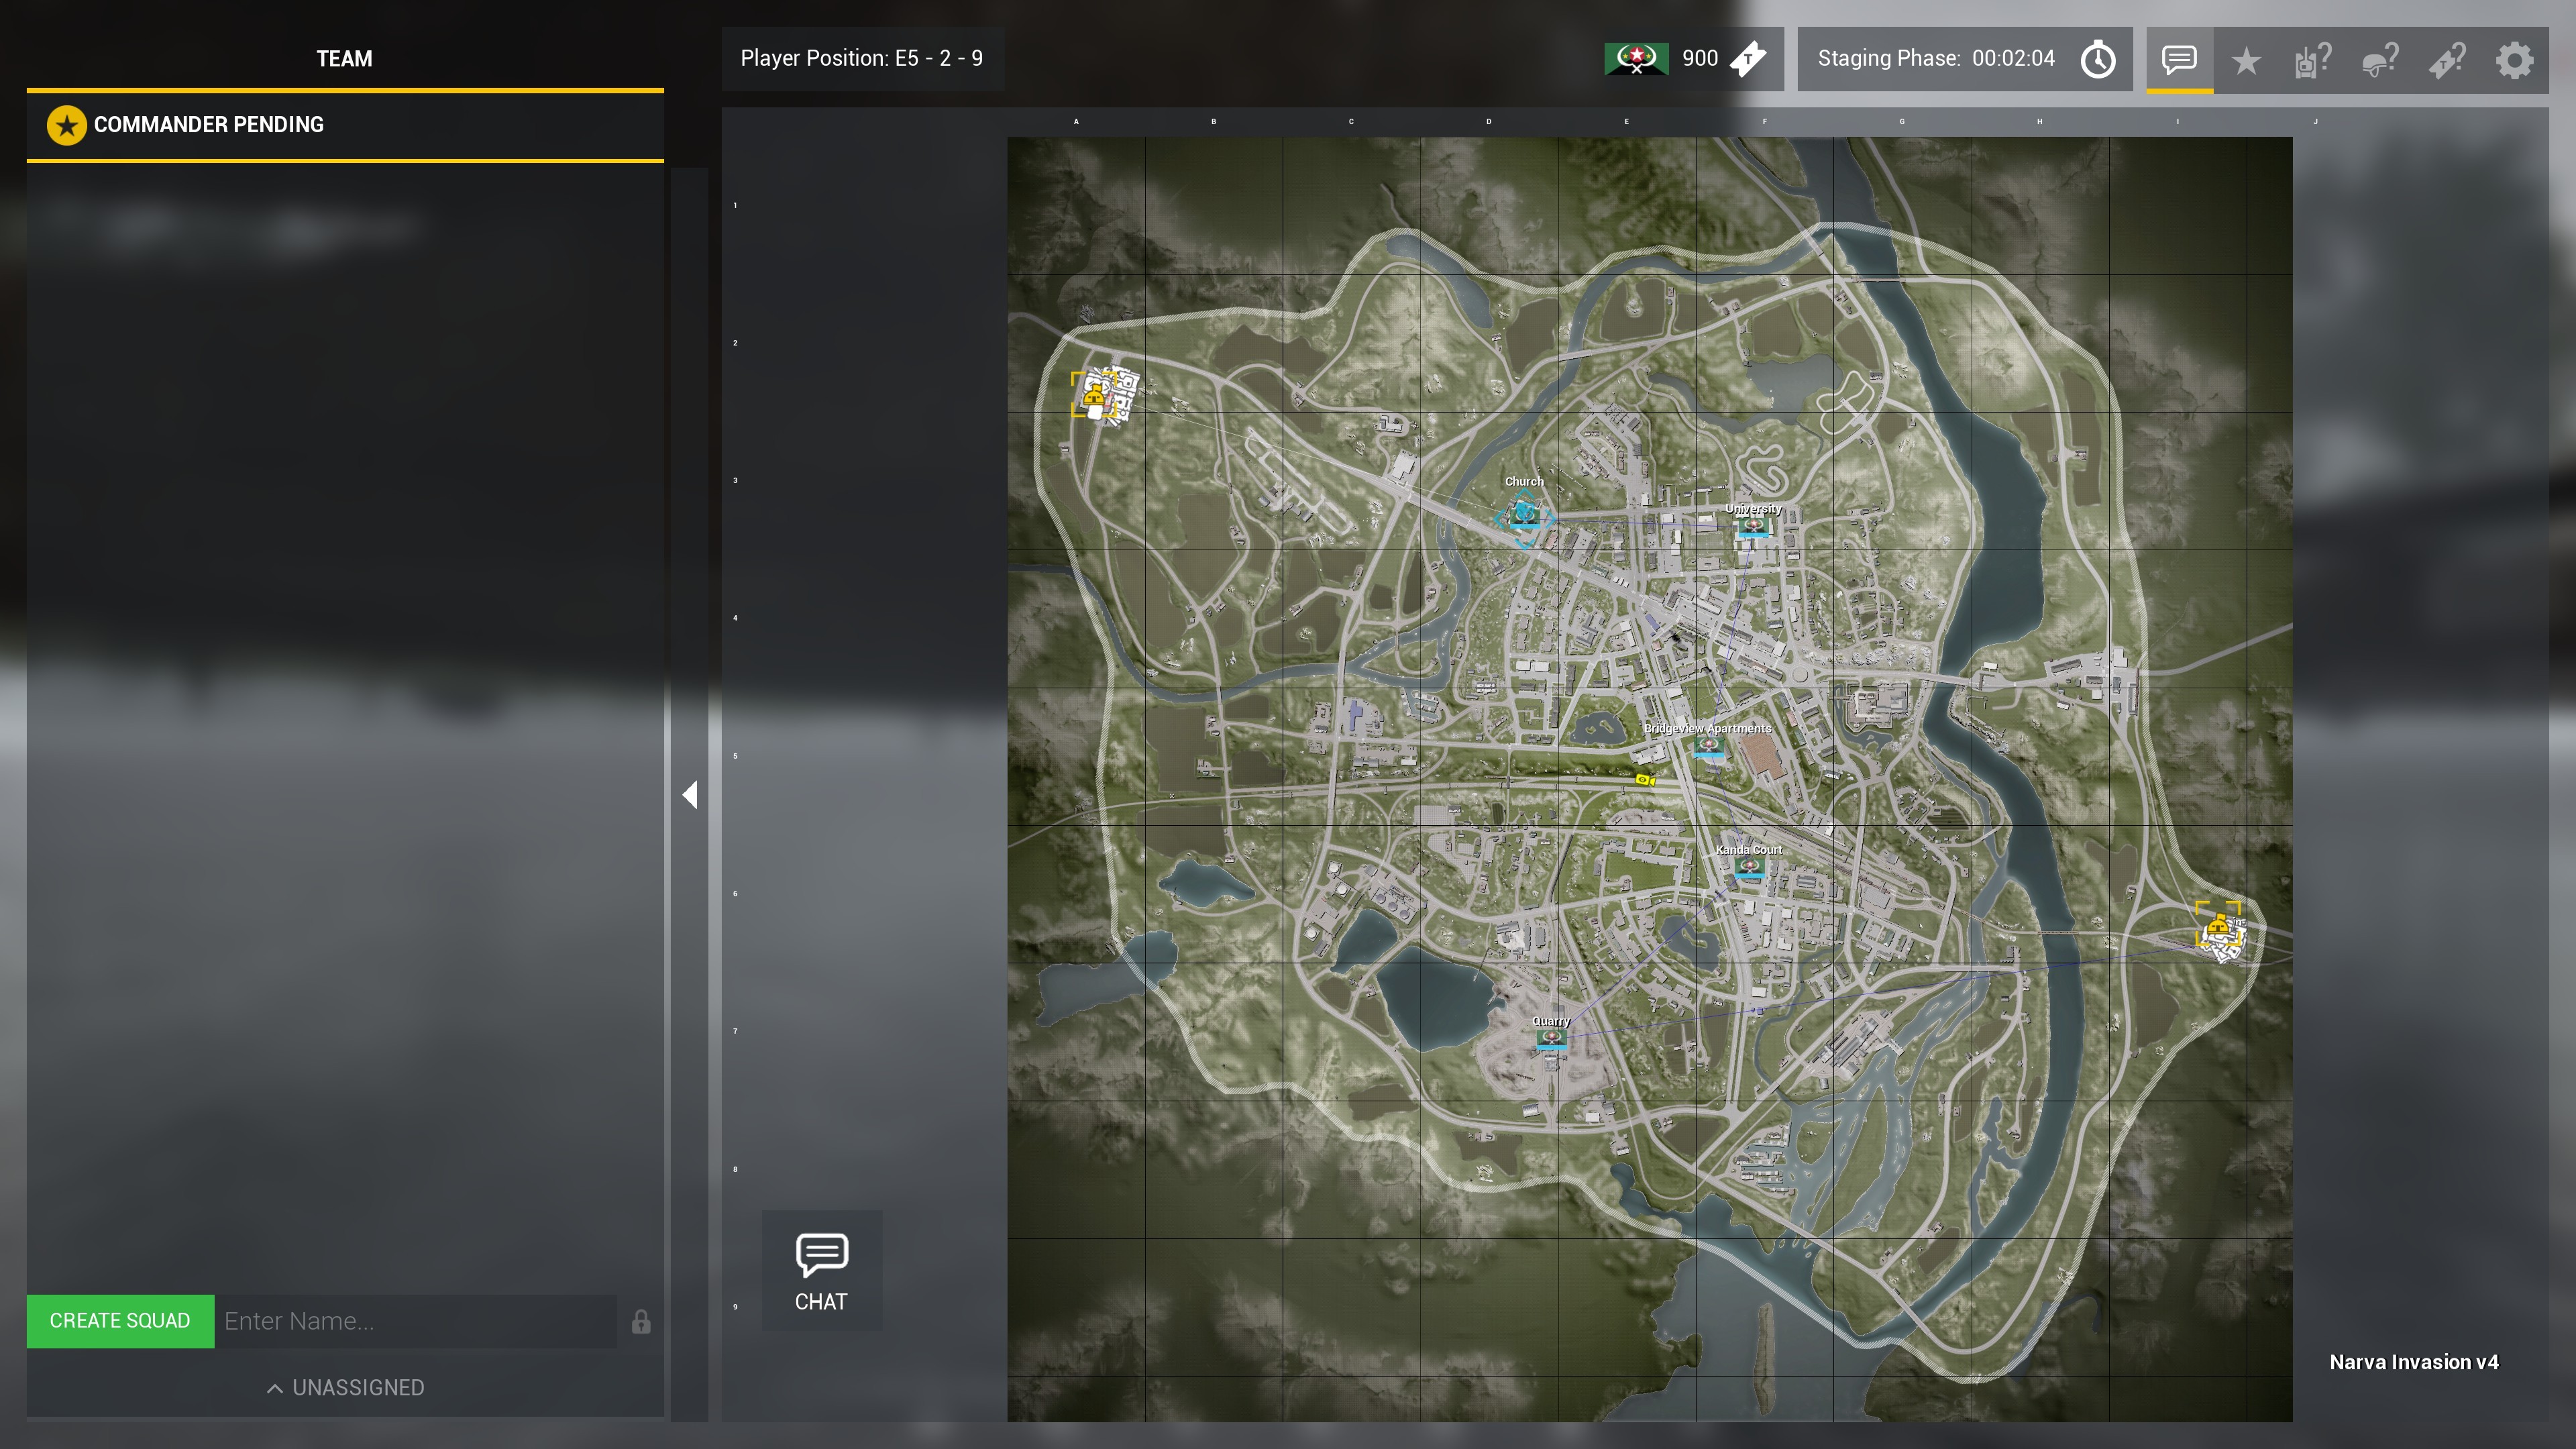 TEAM
Player Position: E5 - 2 - 9
900
T
Staging Phase: 00:02:04
COMMANDER PENDING
A B C D E F G H I J
1
2
3
Church
University
4
5
Bridgeview Apartments
Kanda Court
6
7
Quarry
8
9
CHAT
CREATE SQUAD
Enter Name...
UNASSIGNED
Narva Invasion v4